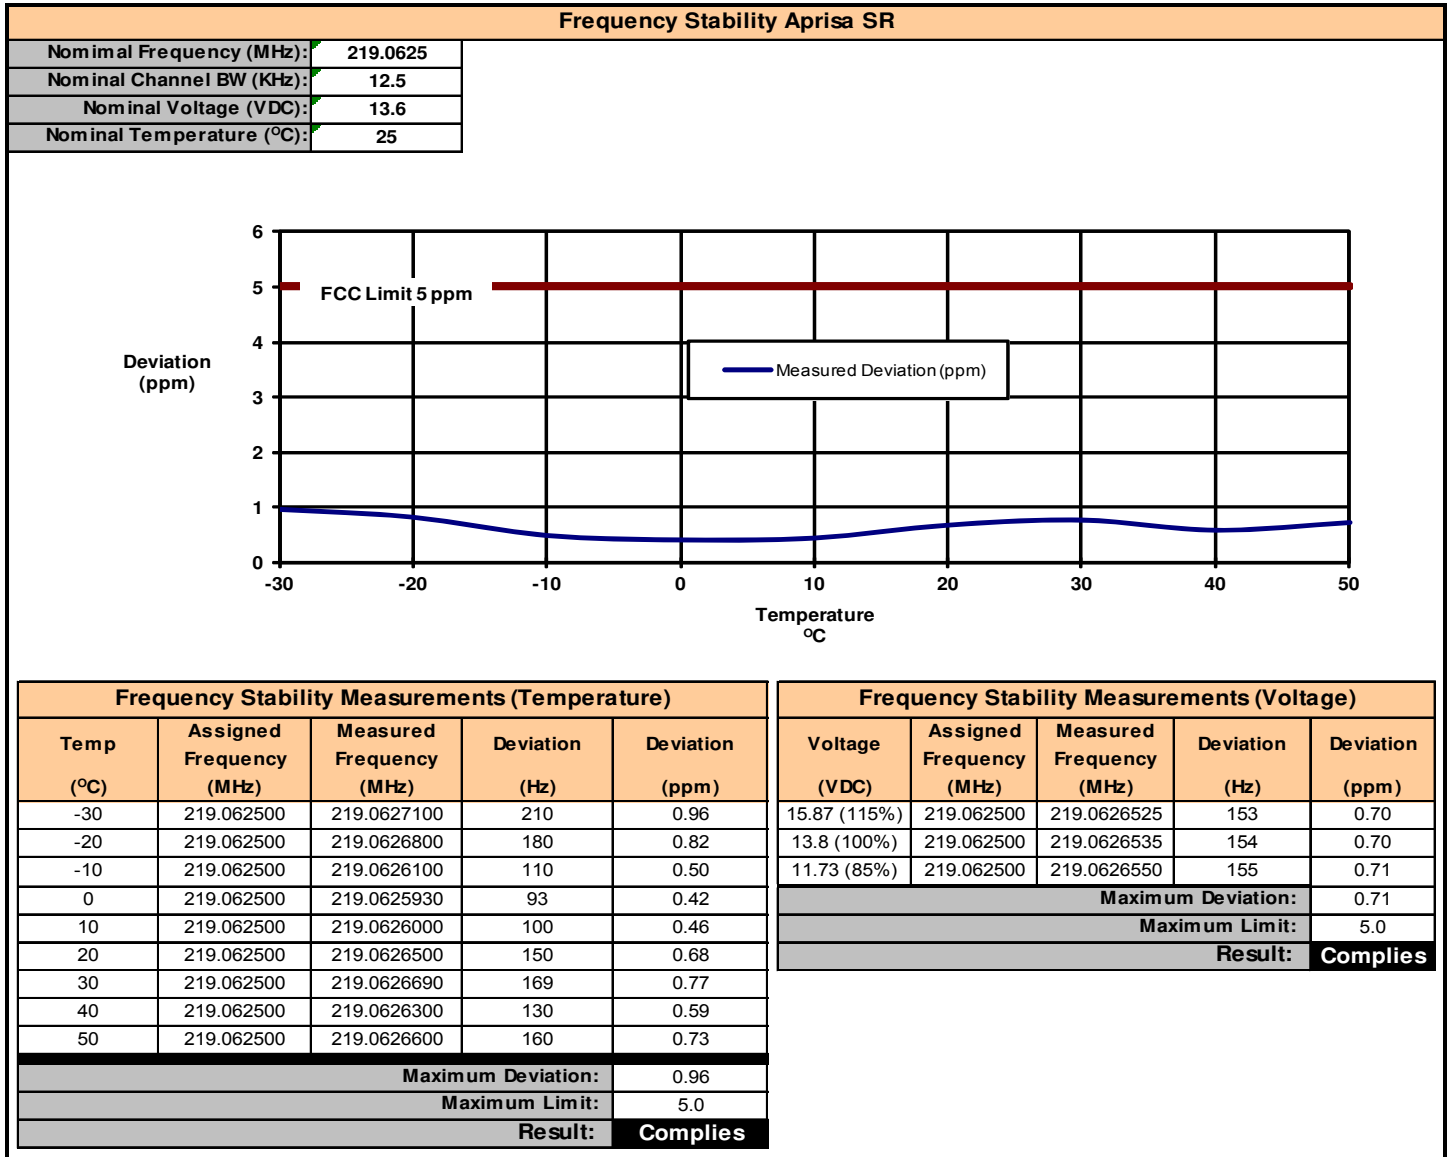 Frequency Stability Aprisa SR
Nomimal Frequency (MHz): 219.0625
Nominal Channel BW (KHz): 12.5
Nominal Voltage (VDC): 13.6
Nominal Temperature (ᴼC): 25
6
5
4
3
2
1
0
FCC Limit 5 ppm
Measured Deviation (ppm)
Deviation
(ppm)
-30 -20 -10 0 10 20 30 40 50
Temperature
ᴼC
Frequency Stability Measurements (Temperature)
Temp (ᴼC) Assigned Frequency (MHz) Measured Frequency (MHz) Deviation (Hz) Deviation (ppm)
-30 219.062500 219.0627100 210 0.96
-20 219.062500 219.0626800 180 0.82
-10 219.062500 219.0626100 110 0.50
0 219.062500 219.0625930 93 0.42
10 219.062500 219.0626000 100 0.46
20 219.062500 219.0626500 150 0.68
30 219.062500 219.0626690 169 0.77
40 219.062500 219.0626300 130 0.59
50 219.062500 219.0626600 160 0.73
Maximum Deviation: 0.96
Maximum Limit: 5.0
Result: Complies
Frequency Stability Measurements (Voltage)
Voltage (VDC) Assigned Frequency (MHz) Measured Frequency (MHz) Deviation (Hz) Deviation (ppm)
15.87 (115%) 219.062500 219.0626525 153 0.70
13.8 (100%) 219.062500 219.0626535 154 0.70
11.73 (85%) 219.062500 219.0626550 155 0.71
Maximum Deviation: 0.71
Maximum Limit: 5.0
Result: Complies